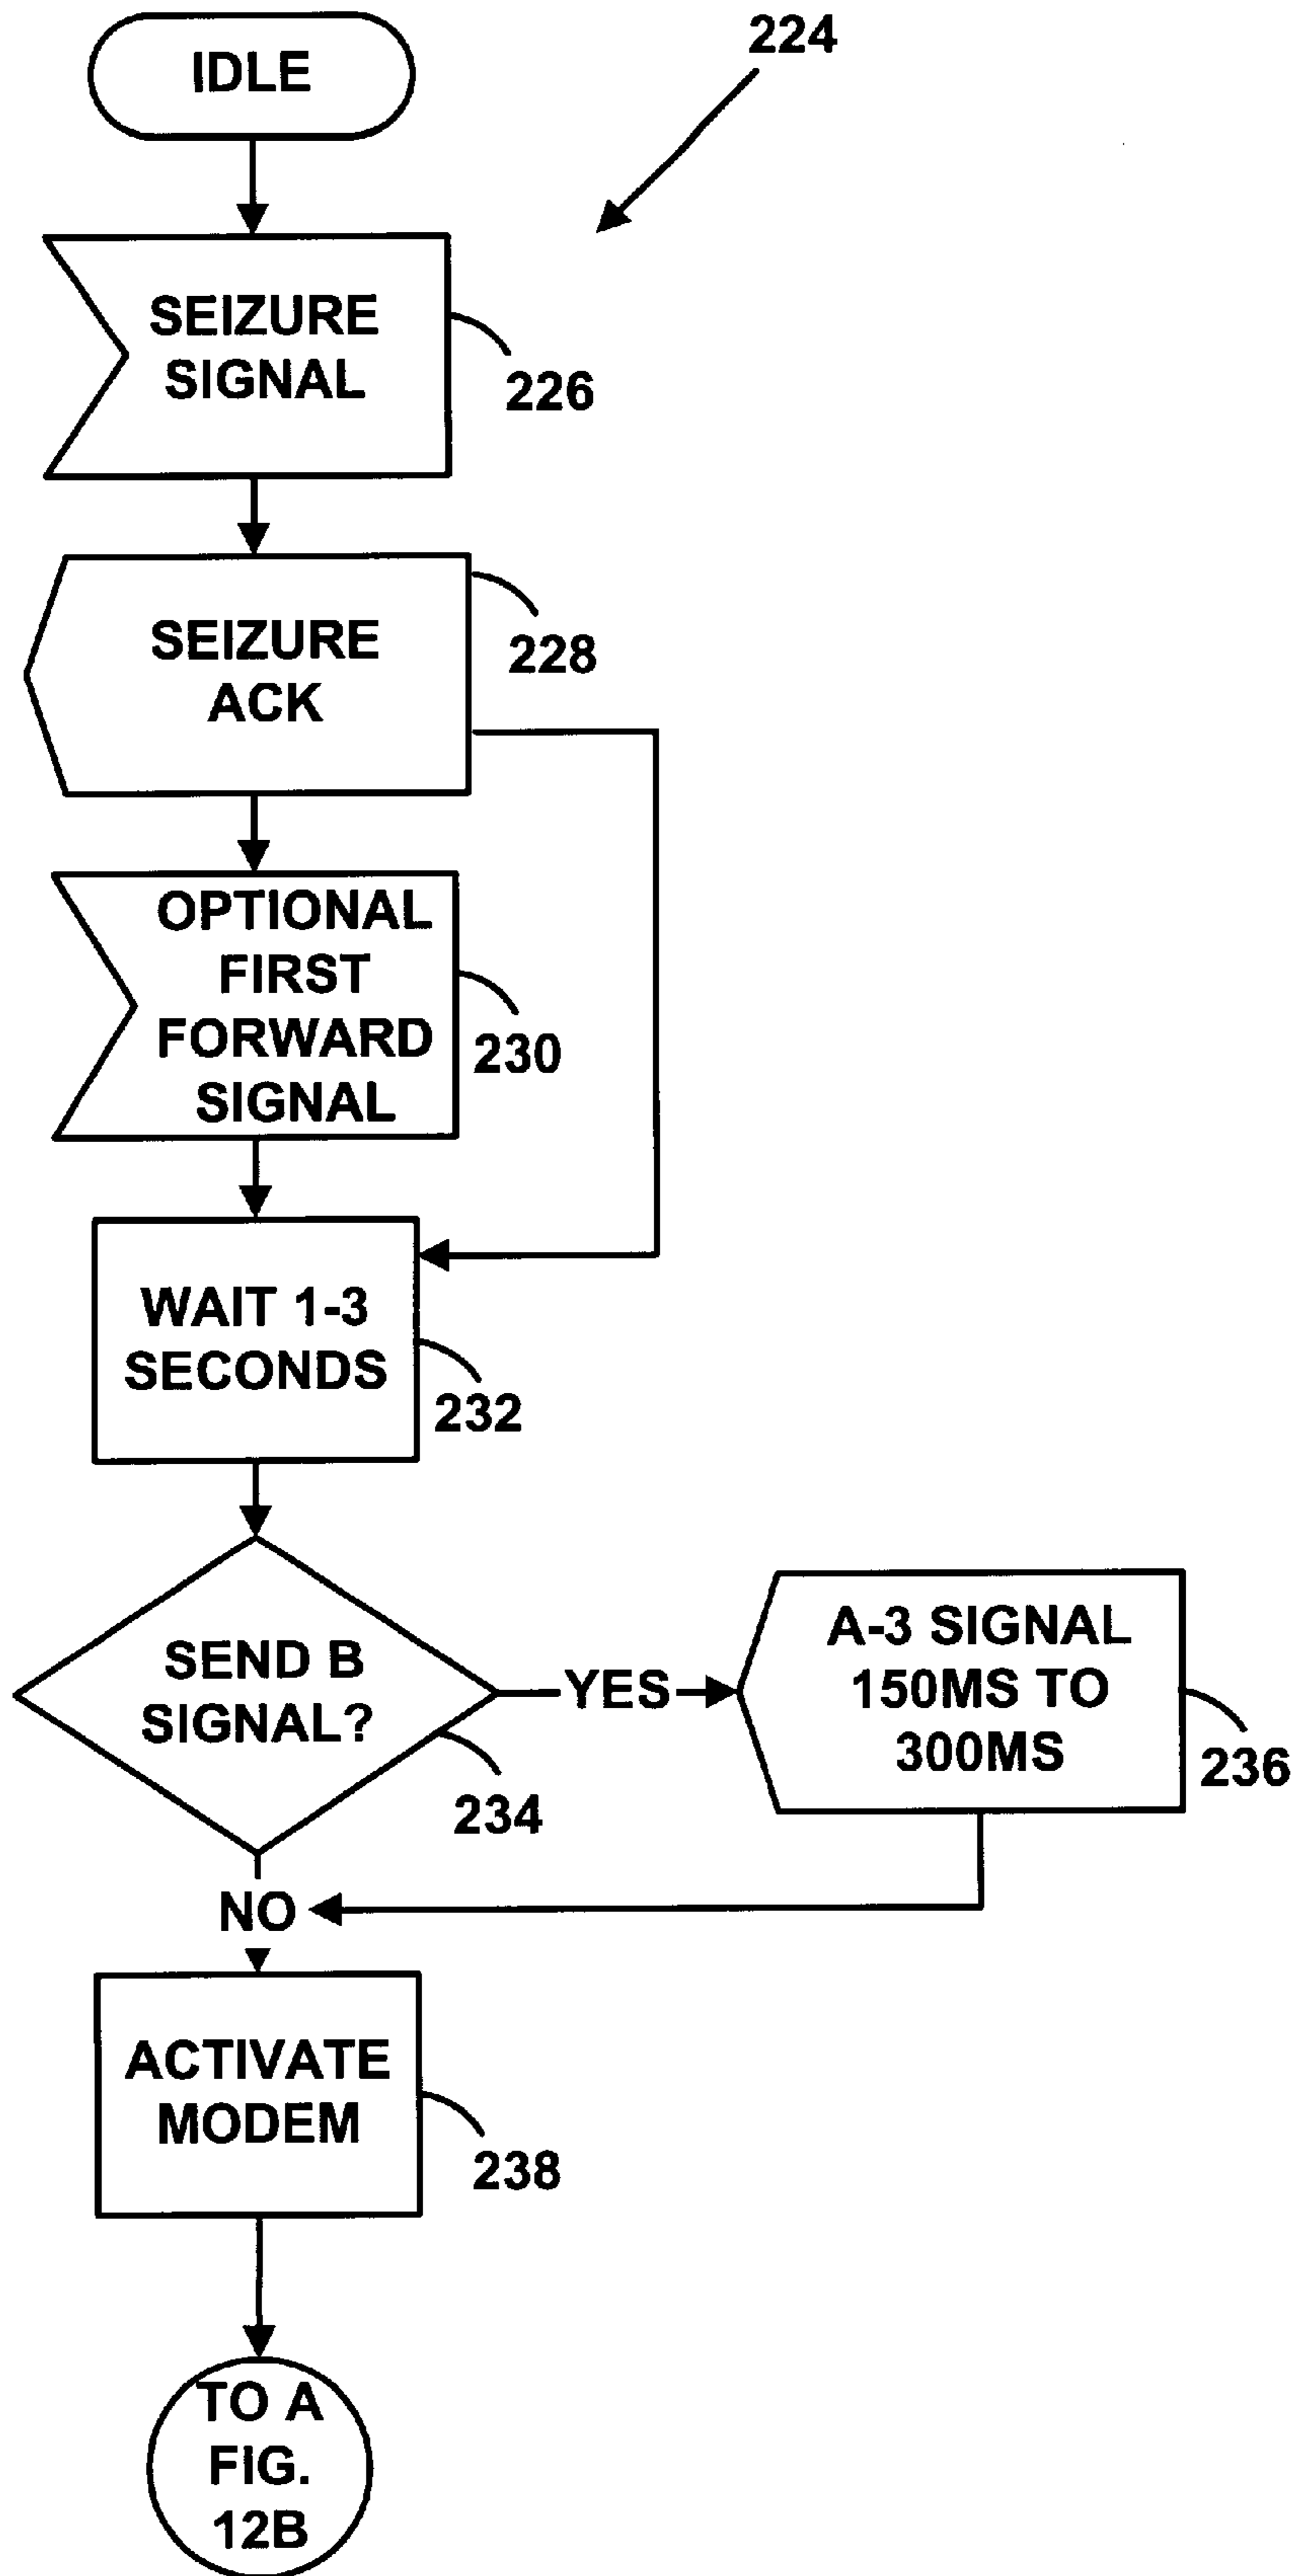 IDLE
224
SEIZURE
SIGNAL
226
SEIZURE
ACK
228
OPTIONAL
FIRST
FORWARD
SIGNAL
230
WAIT 1-3
SECONDS
232
SEND B
SIGNAL?
234
YES
A-3 SIGNAL
150MS TO
300MS
236
NO
ACTIVATE
MODEM
238
TO A
FIG.
12B